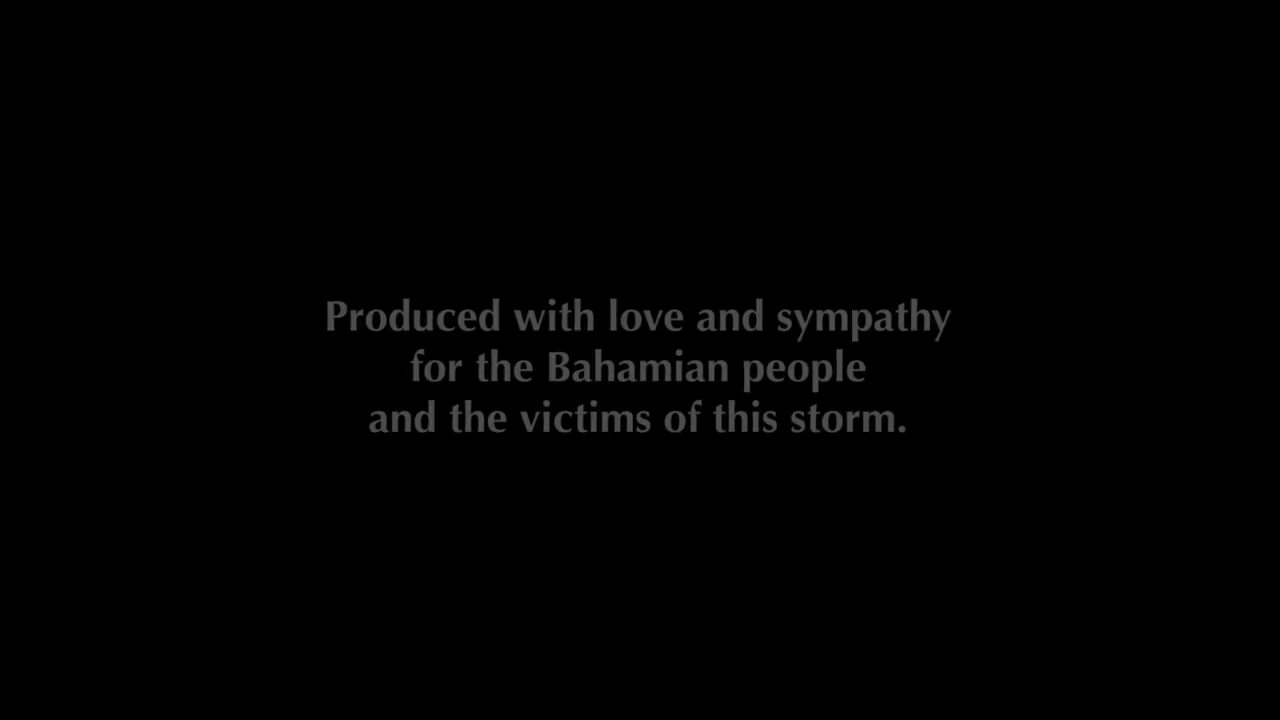 Produced with love and sympathy
for the Bahamian people
and the victims of this storm.